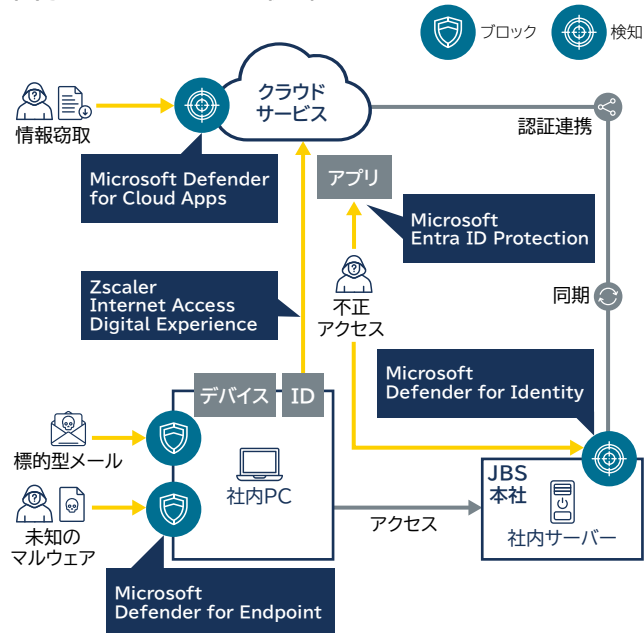 ブロック
検知
クラウド
サービス
情報窃取
認証連携
Microsoft Defender
for Cloud Apps
アプリ
Microsoft
Entra ID Protection
Zscaler
Internet Access
Digital Experience
不正
アクセス
同期
Microsoft
Defender for Identity
デバイス
ID
標的型メール
社内PC
JBS
本社
社内サーバー
アクセス
未知の
マルウェア
Microsoft
Defender for Endpoint